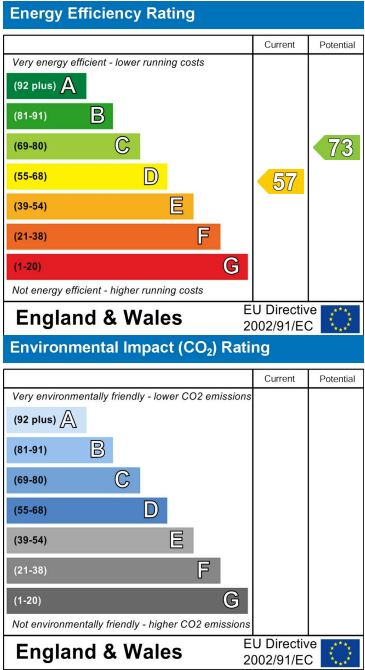 Energy Efficiency Rating
Current Potential
Very energy efficient - lower running costs
(92 plus) A
(81-91) B
(69-80) C
73
(55-68) D
57
(39-54) E
(21-38) F
(1-20) G
Not energy efficient - higher running costs
England & Wales
EU Directive
2002/91/EC
Environmental Impact (CO₂) Rating
Current Potential
Very environmentally friendly - lower CO2 emissions
(92 plus) A
(81-91) B
(69-80) C
(55-68) D
(39-54) E
(21-38) F
(1-20) G
Not environmentally friendly - higher CO2 emissions
England & Wales
EU Directive
2002/91/EC